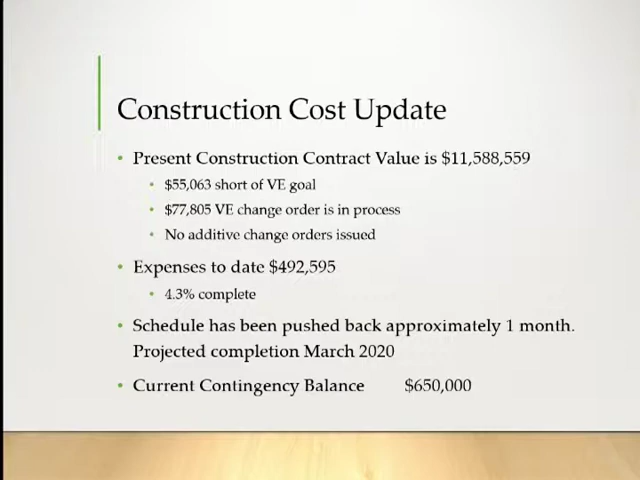 Construction Cost Update
• Present Construction Contract Value is $11,588,559
• $55,063 short of VE goal
• $77,805 VE change order is in process
• No additive change orders issued
• Expenses to date $492,595
• 4.3% complete
• Schedule has been pushed back approximately 1 month.
Projected completion March 2020
• Current Contingency Balance $650,000